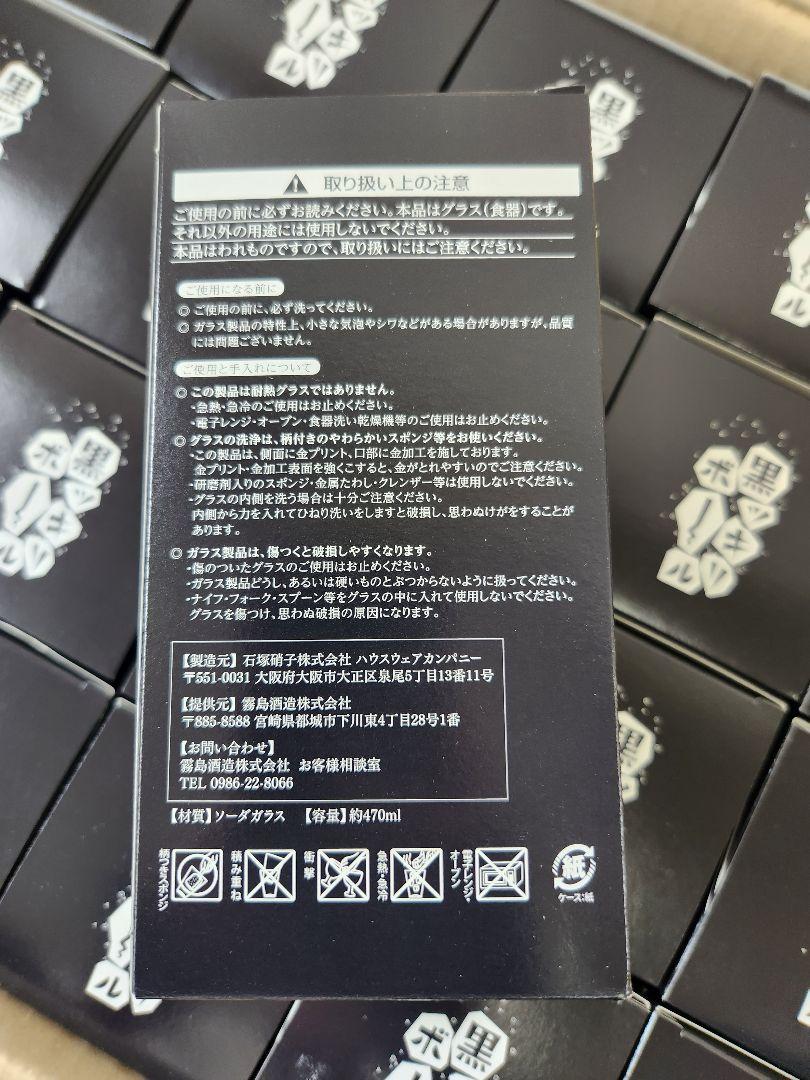 取り扱い上の注意
ご使用の前に必ずお読みください。本品はグラス(食器)です。
それ以外の用途には使用しないでください。
本品はわれものですので、取り扱いにはご注意ください。
ご使用になる前に
◎ ご使用の前に、必ず洗ってください。
◎ ガラス製品の特性上、小さな気泡やシワなどがある場合がありますが、品質
には問題ございません。
ご使用と手入れについて
◎ この製品は耐熱グラスではありません。
・急熱・急冷のご使用はお止めください。
・電子レンジ・オーブン・食器洗い乾燥機等のご使用はお止めください。
◎ グラスの洗浄は、柄付きのやわらかいスポンジ等をお使いください。
・この製品は、側面に金プリント、口部に金加工を施しております。
金プリント・金加工表面を強くこすると、金がとれやすいのでご注意ください。
・研磨剤入りのスポンジ・金属たわし・クレンザー等は使用しないでください。
・グラスの内側を洗う場合は十分ご注意ください。
内側から力を入れてひねり洗いをしますと破損し、思わぬけがをすることが
あります。
◎ ガラス製品は、傷つくと破損しやすくなります。
・傷のついたグラスのご使用はお止めください。
・ガラス製品どうし、あるいは硬いものとぶつからないように扱ってください。
・ナイフ・フォーク・スプーン等をグラスの中に入れて使用しないでください。
グラスを傷つけ、思わぬ破損の原因になります。
【製造元】石塚硝子株式会社 ハウスウェアカンパニー
〒551-0031 大阪府大阪市大正区泉尾5丁目13番11号
【提供元】霧島酒造株式会社
〒885-8588 宮崎県都城市下川東4丁目28号1番
【お問い合わせ】
霧島酒造株式会社 お客様相談室
TEL 0986-22-8066
【材質】ソーダガラス 【容量】約470ml
柄つきスポンジ
積み重ね
衝撃
急熱・急冷
電子レンジ・オーブン
紙
ケース:紙
黒ッキリボール